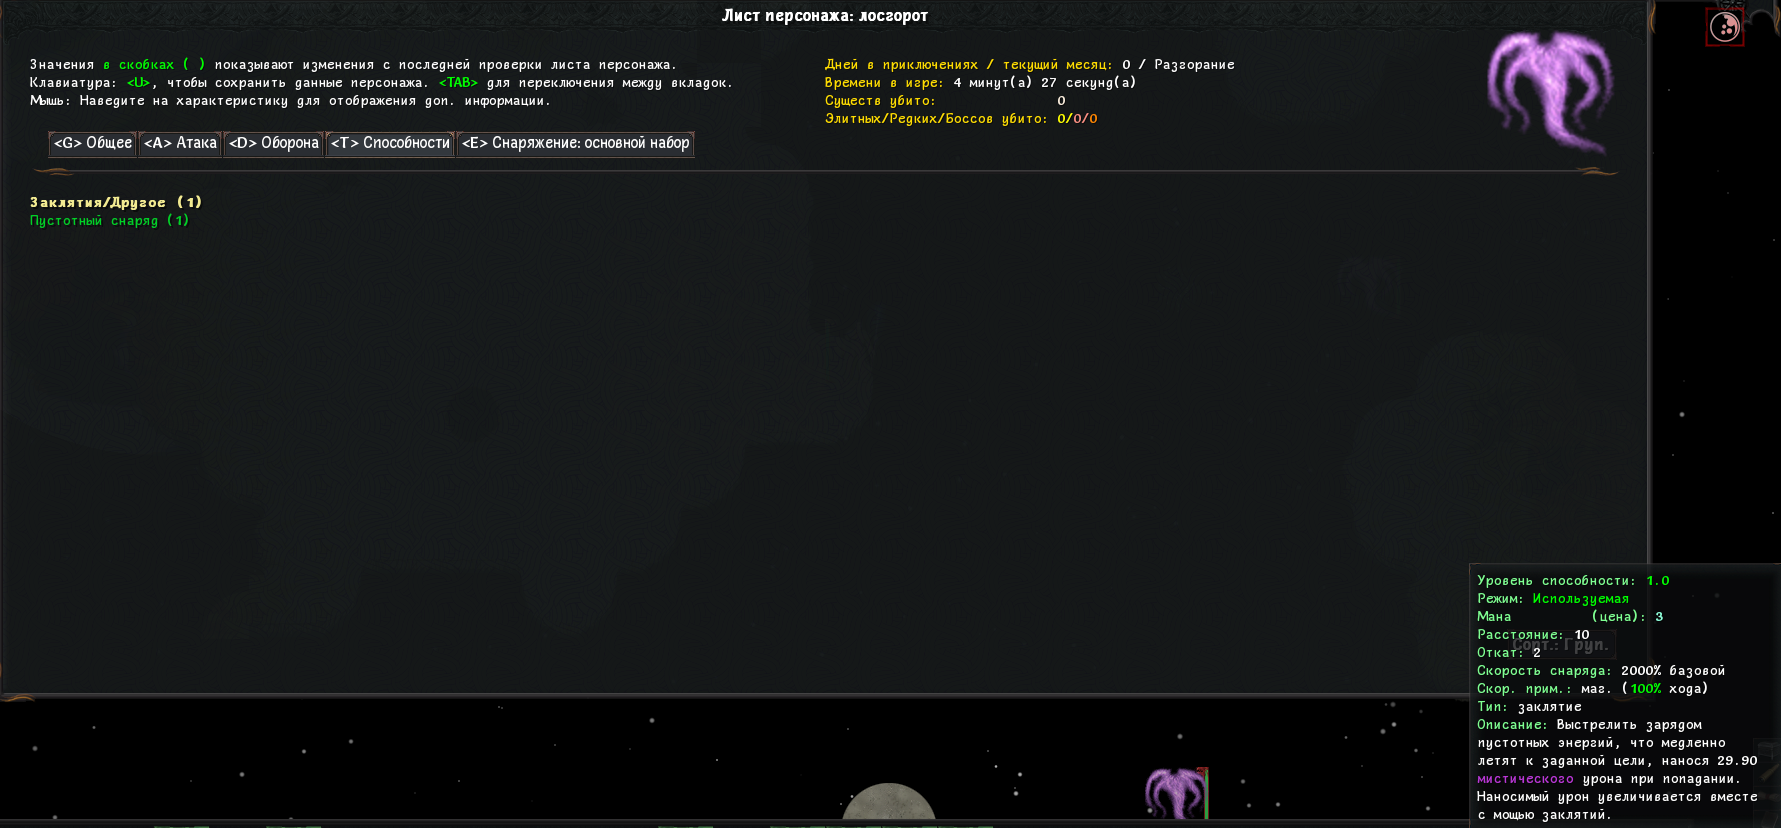 Лист персонажа: лосгорот
Значения в скобках ( ) показывают изменения с последней проверки листа персонажа.
Клавиатура: <U>, чтобы сохранить данные персонажа. <TAB> для переключения между вкладок.
Мышь: Наведите на характеристику для отображения доп. информации.
Дней в приключениях / текущий месяц: 0 / Разгорание
Времени в игре: 4 минут(а) 27 секунд(а)
Существ убито: 0
Элитных/Редких/Боссов убито: 0/0/0
<G> Общее <A> Атака <D> Оборона <T> Способности <E> Снаряжение: основной набор
Заклятия/Другое (1)
Пустотный снаряд (1)
Уровень способности: 1.0
Режим: Используемая
Мана (цена): 3
Расстояние: 10
Сорт.: Груп.
Откат: 2
Скорость снаряда: 2000% базовой
Скор. прим.: маг. (100% хода)
Тип: заклятие
Описание: Выстрелить зарядом
пустотных энергий, что медленно
летят к заданной цели, нанося 29.90
мистического урона при попадании.
Наносимый урон увеличивается вместе
с мощью заклятий.